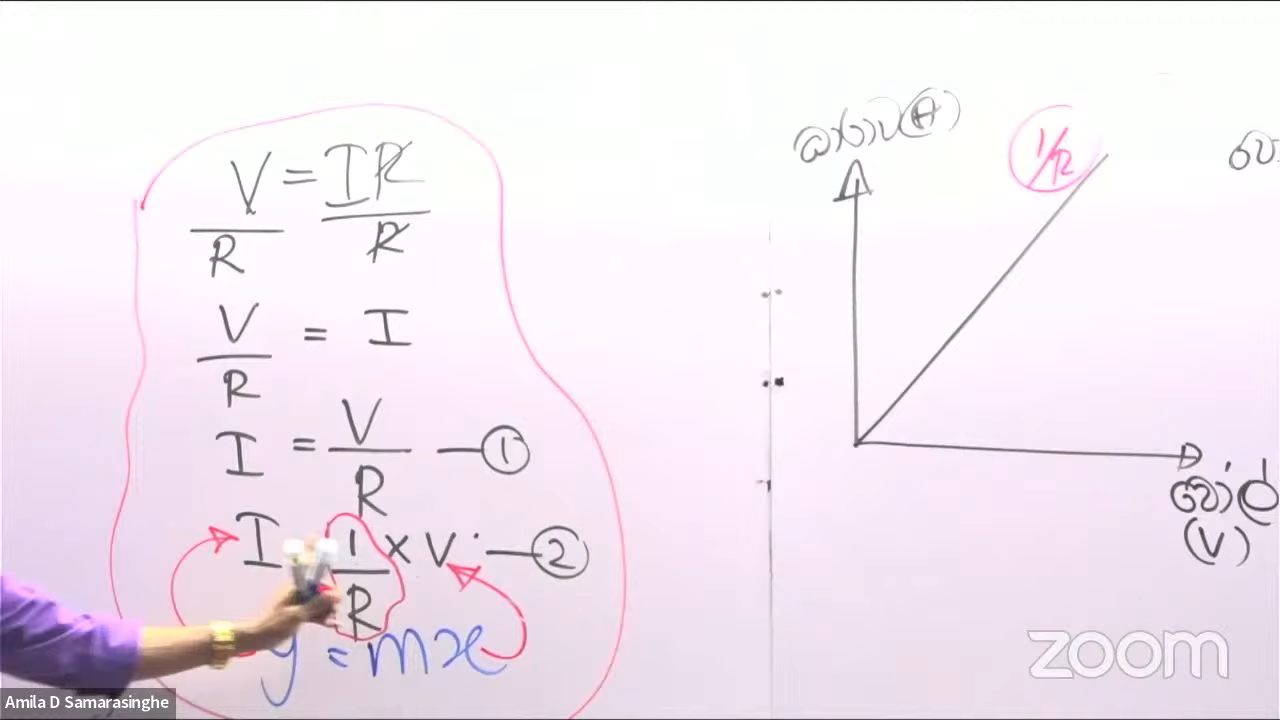 V = IR
R R
V = I
R
I = V — ①
R
I 1 × V — ②
R
y = mx
ධාරාව (A)
1/R
(V)
zoom
Amila D Samarasinghe